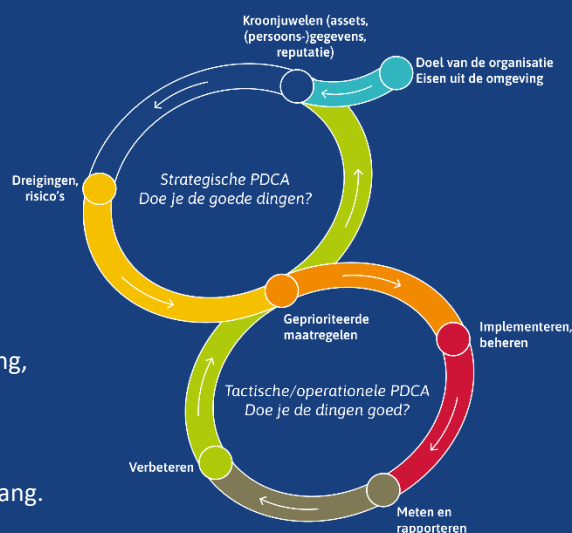 Kroonjuwelen (assets,
(persoons-)gegevens,
reputatie)
Doel van de organisatie
Eisen uit de omgeving
Dreigingen,
risico's
Strategische PDCA
Doe je de goede dingen?
Geprioriteerde
maatregelen
Implementeren,
beheren
ng,
Tactische/operationele PDCA
Doe je de dingen goed?
Verbeteren
ang.
Meten en
rapporteren